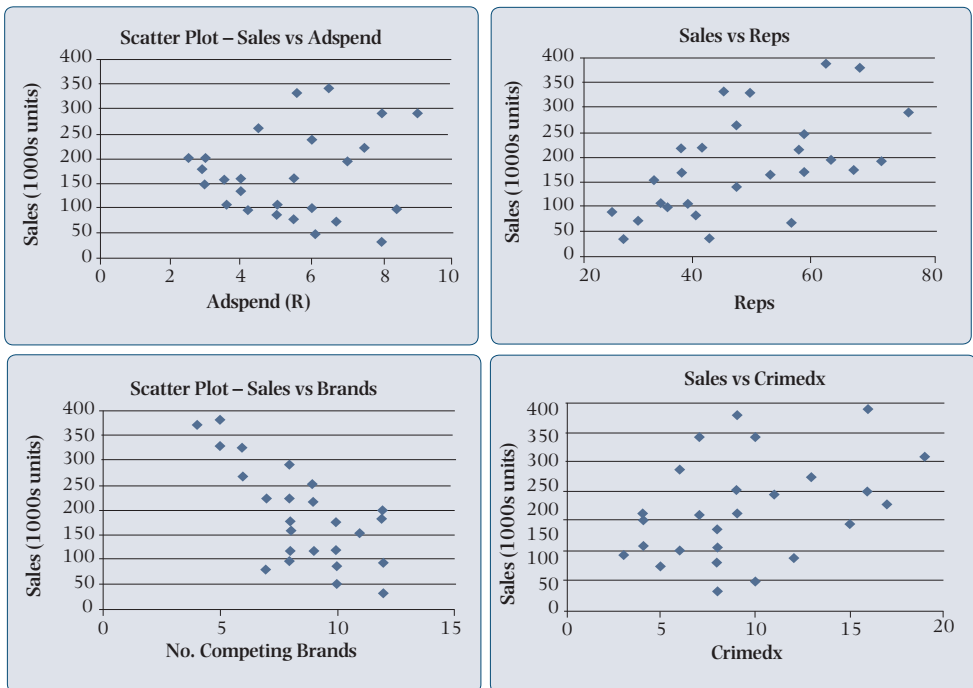 Scatter Plot – Sales vs Adspend
Sales (1000s units)
400
350
300
250
200
150
100
50
0
0 2 4 6 8 10
Adspend (R)
Sales vs Reps
Sales (1000s units)
400
350
300
250
200
150
100
50
0
20 40 60 80
Reps
Scatter Plot – Sales vs Brands
Sales (1000s units)
400
350
300
250
200
150
100
50
0
0 5 10 15
No. Competing Brands
Sales vs Crimedx
Sales (1000s units)
400
350
300
250
200
150
100
50
0
0 5 10 15 20
Crimedx